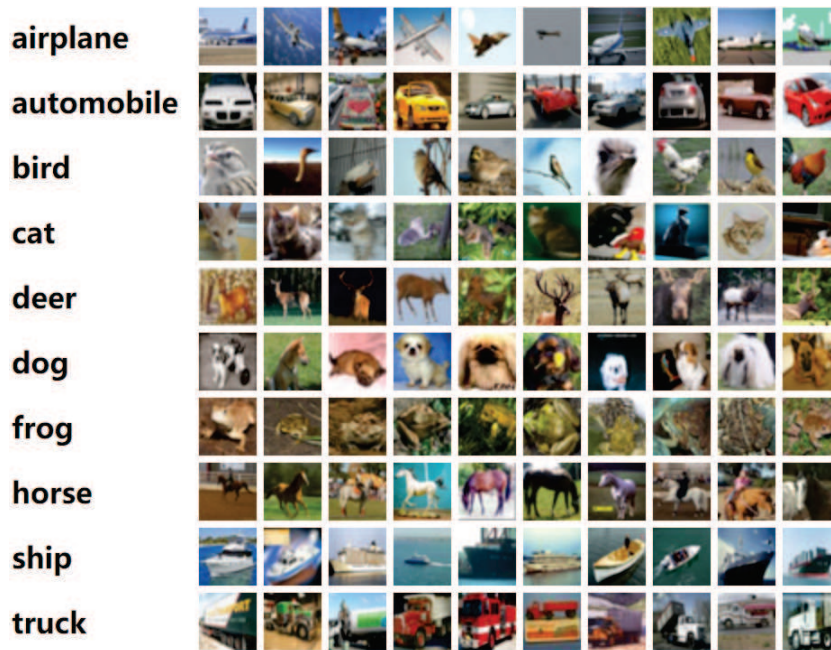 airplane
automobile
bird
cat
deer
dog
frog
horse
ship
truck